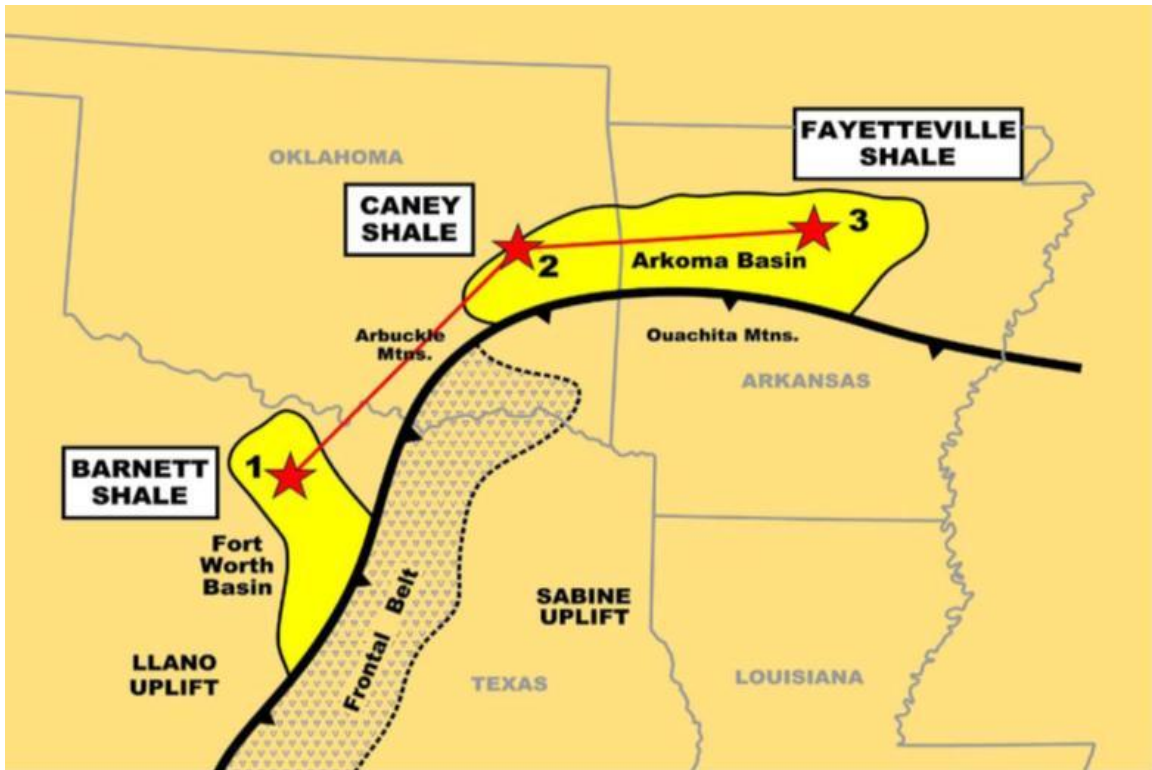 FAYETTEVILLE
SHALE
OKLAHOMA
CANEY
SHALE
3
2
Arkoma Basin
Arbuckle
Mtns.
Ouachita Mtns.
ARKANSAS
BARNETT
SHALE
1
Fort
Worth
Basin
Frontal Belt
SABINE
UPLIFT
LLANO
UPLIFT
TEXAS
LOUISIANA